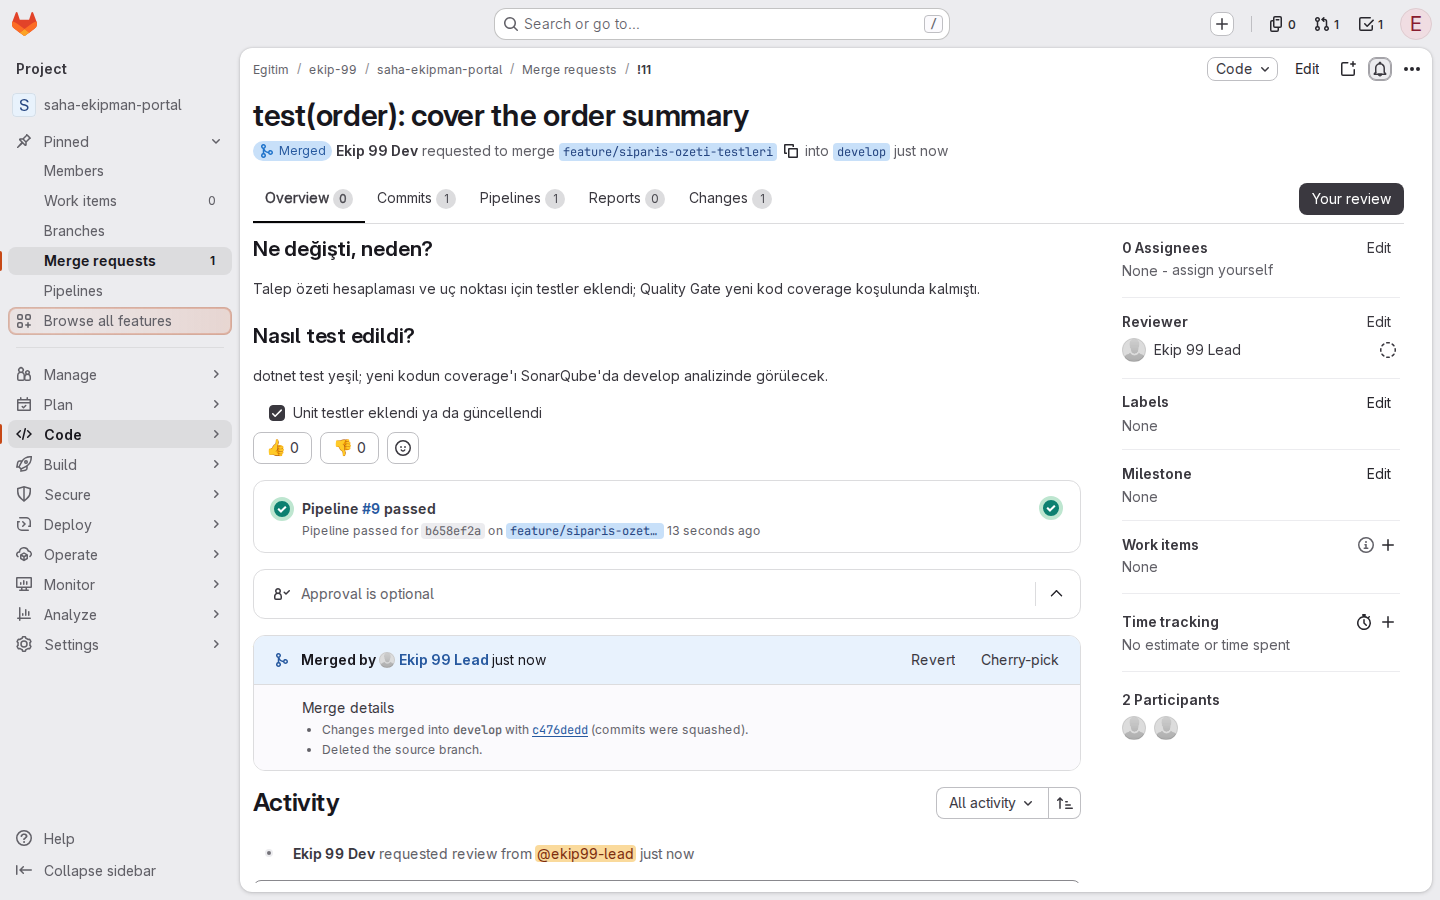 Search or go to...
/
0
1
1
E
Project
S
saha-ekipman-portal
Pinned
Members
Work items
0
Branches
Merge requests
1
Pipelines
Browse all features
Manage
Plan
Code
Build
Secure
Deploy
Operate
Monitor
Analyze
Settings
Help
Collapse sidebar
Egitim / ekip-99 / saha-ekipman-portal / Merge requests / !11
Code
Edit
test(order): cover the order summary
Merged Ekip 99 Dev requested to merge feature/siparis-ozeti-testleri into develop just now
Overview 0
Commits 1
Pipelines 1
Reports 0
Changes 1
Your review
Ne değişti, neden?
Talep özeti hesaplaması ve uç noktası için testler eklendi; Quality Gate yeni kod coverage koşulunda kalmıştı.
Nasıl test edildi?
dotnet test yeşil; yeni kodun coverage'ı SonarQube'da develop analizinde görülecek.
Unit testler eklendi ya da güncellendi
👍 0
👎 0
Pipeline #9 passed
Pipeline passed for b658ef2a on feature/siparis-ozet… 13 seconds ago
Approval is optional
Merged by Ekip 99 Lead just now
Revert
Cherry-pick
Merge details
Changes merged into develop with c476dedd (commits were squashed).
Deleted the source branch.
Activity
All activity
Ekip 99 Dev requested review from @ekip99-lead just now
0 Assignees
Edit
None - assign yourself
Reviewer
Edit
Ekip 99 Lead
Labels
Edit
None
Milestone
Edit
None
Work items
None
Time tracking
No estimate or time spent
2 Participants